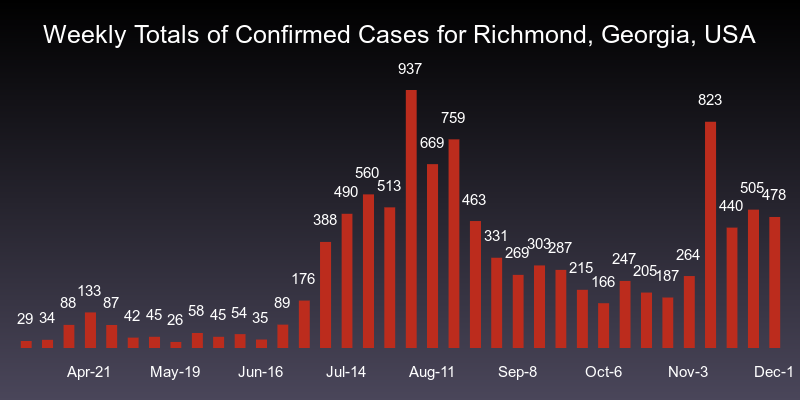 Weekly Totals of Confirmed Cases for Richmond, Georgia, USA
29 34 88 133 87 42 45 26 58 45 54 35 89 176 388 490 560 513 937 669 759 463 331 269 303 287 215 166 247 205 187 264 823 440 505 478
Apr-21 May-19 Jun-16 Jul-14 Aug-11 Sep-8 Oct-6 Nov-3 Dec-1